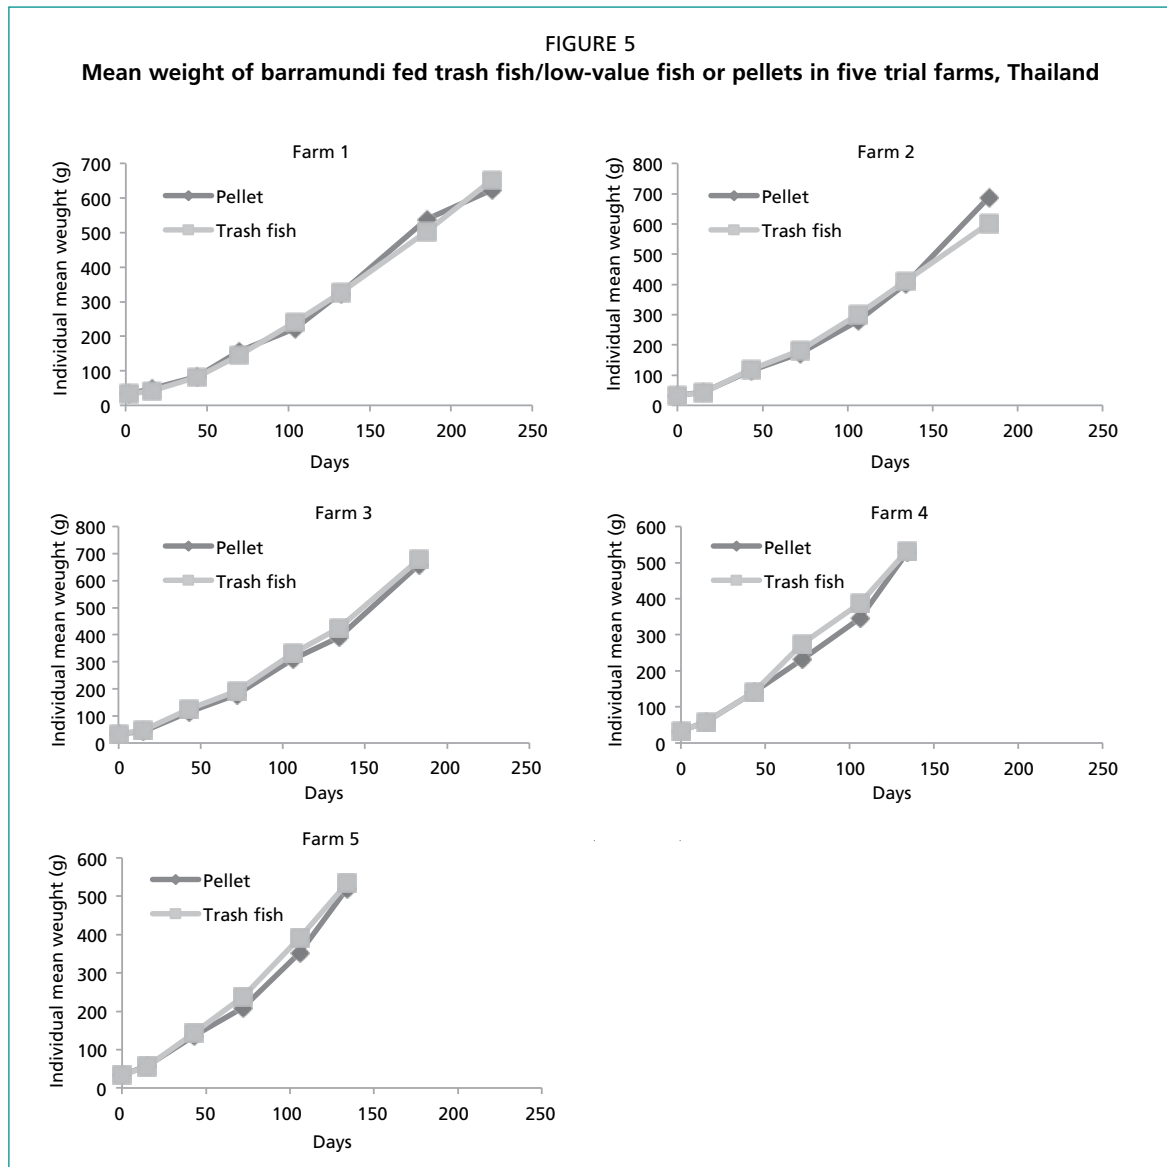 FIGURE 5
Mean weight of barramundi fed trash fish/low-value fish or pellets in five trial farms, Thailand
Farm 1
Individual mean weught (g)
700
600
500
400
300
200
100
0
Pellet
Trash fish
0 50 100 150 200 250
Days
Farm 2
Individual mean weught (g)
800
700
600
500
400
300
200
100
0
Pellet
Trash fish
0 50 100 150 200 250
Days
Farm 3
Individual mean weught (g)
800
700
600
500
400
300
200
100
0
Pellet
Trash fish
0 50 100 150 200 250
Days
Farm 4
Individual mean weught (g)
600
500
400
300
200
100
0
Pellet
Trash fish
0 50 100 150 200 250
Days
Farm 5
Individual mean weught (g)
600
500
400
300
200
100
0
Pellet
Trash fish
0 50 100 150 200 250
Days